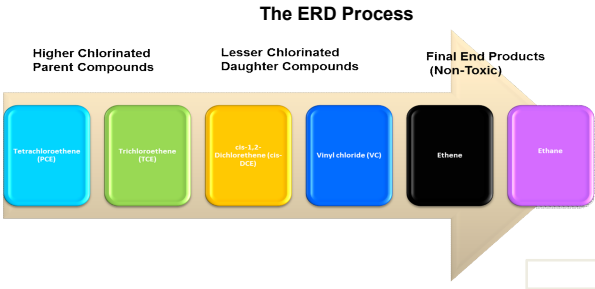 The ERD Process
Higher Chlorinated
Parent Compounds
Lesser Chlorinated
Daughter Compounds
Final End Products
(Non-Toxic)
Tetrachloroethene
(PCE)
Trichloroethene
(TCE)
cis-1,2-
Dichlorethene (cis-
DCE)
Vinyl chloride (VC)
Ethene
Ethane